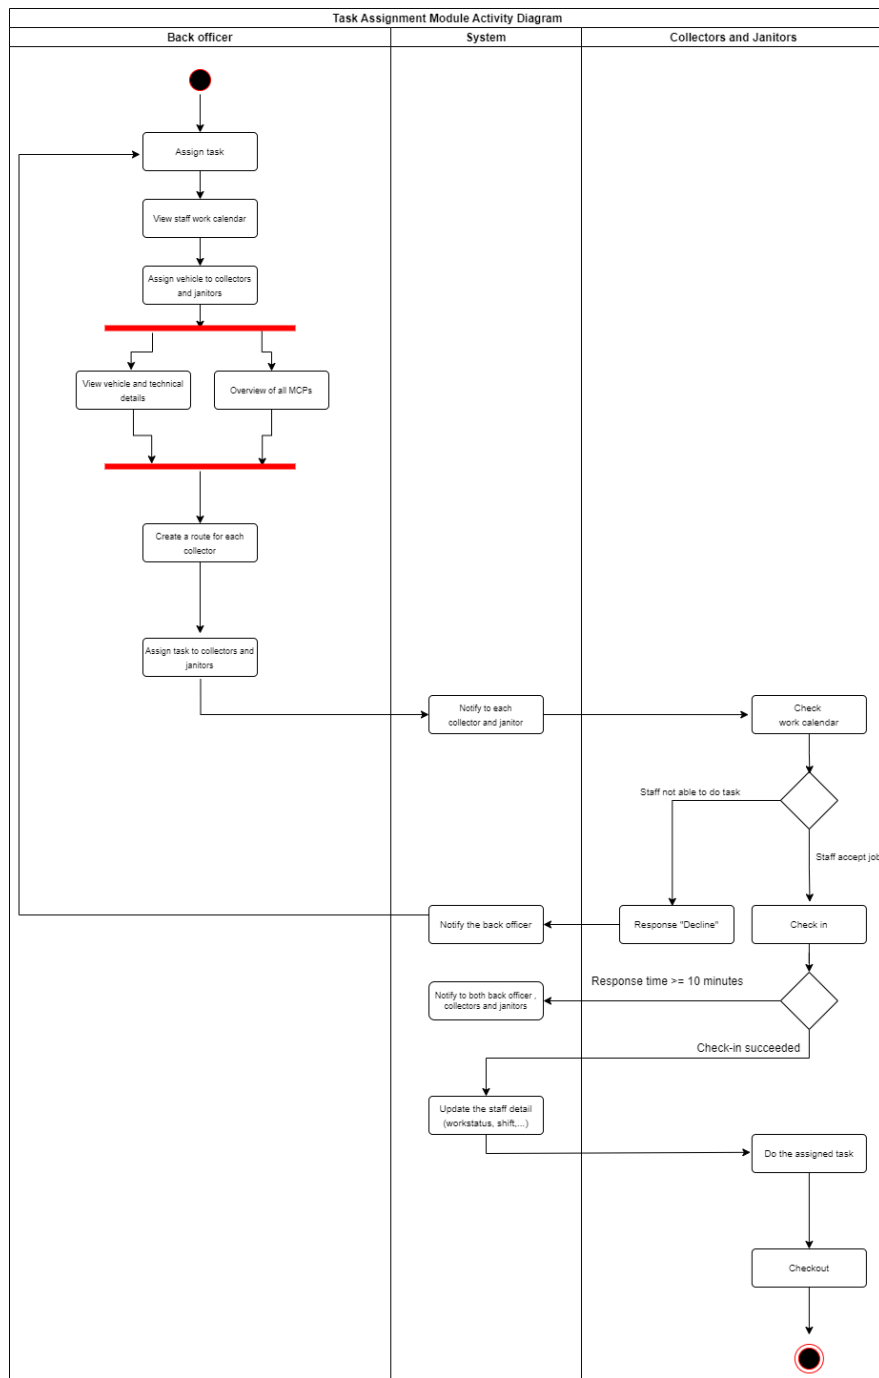 Task Assignment Module Activity Diagram
Back officer
System
Collectors and Janitors
Assign task
View staff work calendar
Assign vehicle to collectors
and janitors
View vehicle and technical
details
Overview of all MCPs
Create a route for each
collector
Assign task to collectors and
janitors
Notify to each
collector and janitor
Check
work calendar
Staff not able to do task
Staff accept job
Notify the back officer
Response "Decline"
Check in
Response time >= 10 minutes
Notify to both back officer ,
collectors and janitors
Check-in succeeded
Update the staff detail
(workstatus, shift,...)
Do the assigned task
Checkout